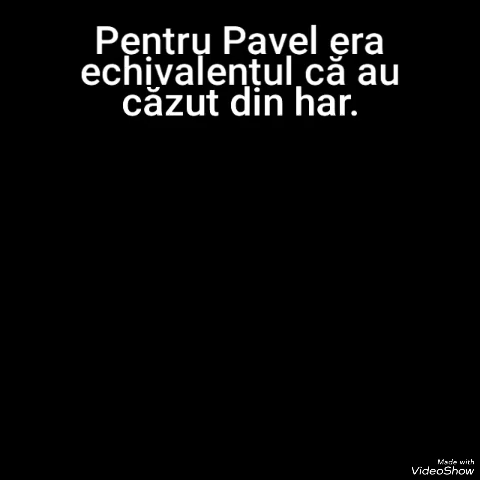 Pentru Pavel era
echivalentul că au
căzut din har.
Made with
VideoShow